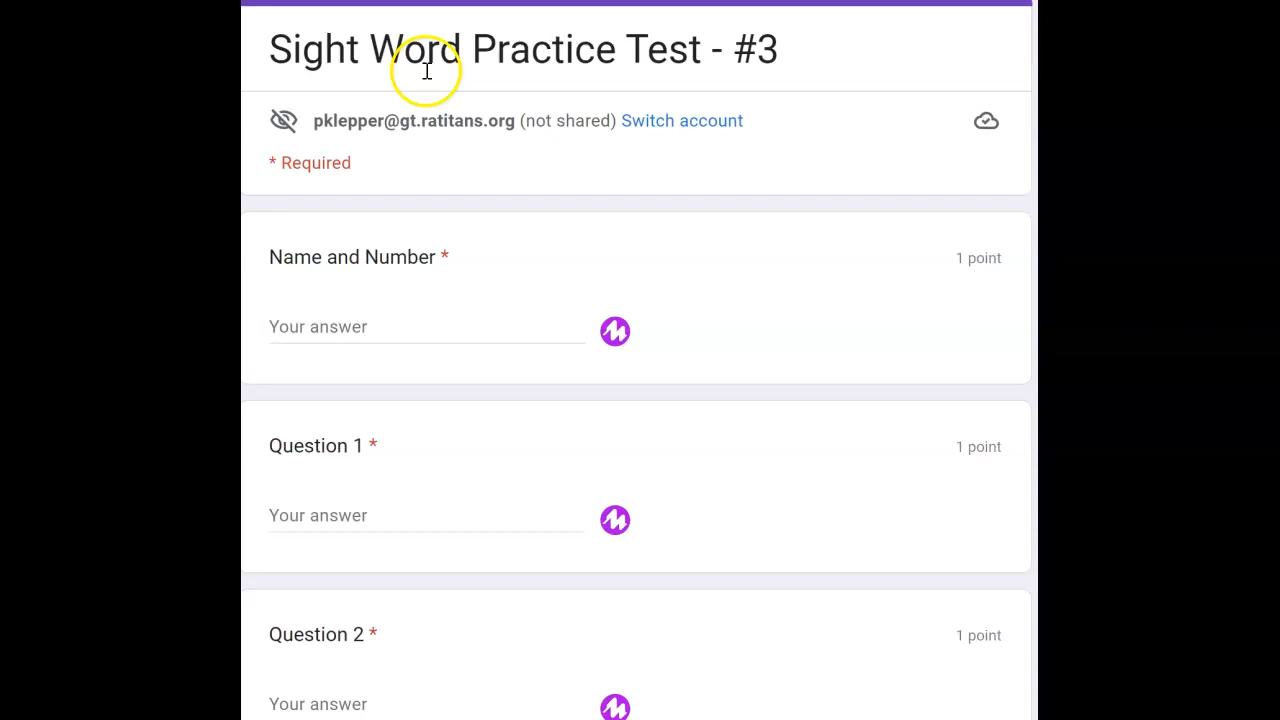 Sight Word Practice Test - #3
pklepper@gt.ratitans.org (not shared) Switch account
* Required
Name and Number * 1 point
Your answer
Question 1 * 1 point
Your answer
Question 2 * 1 point
Your answer